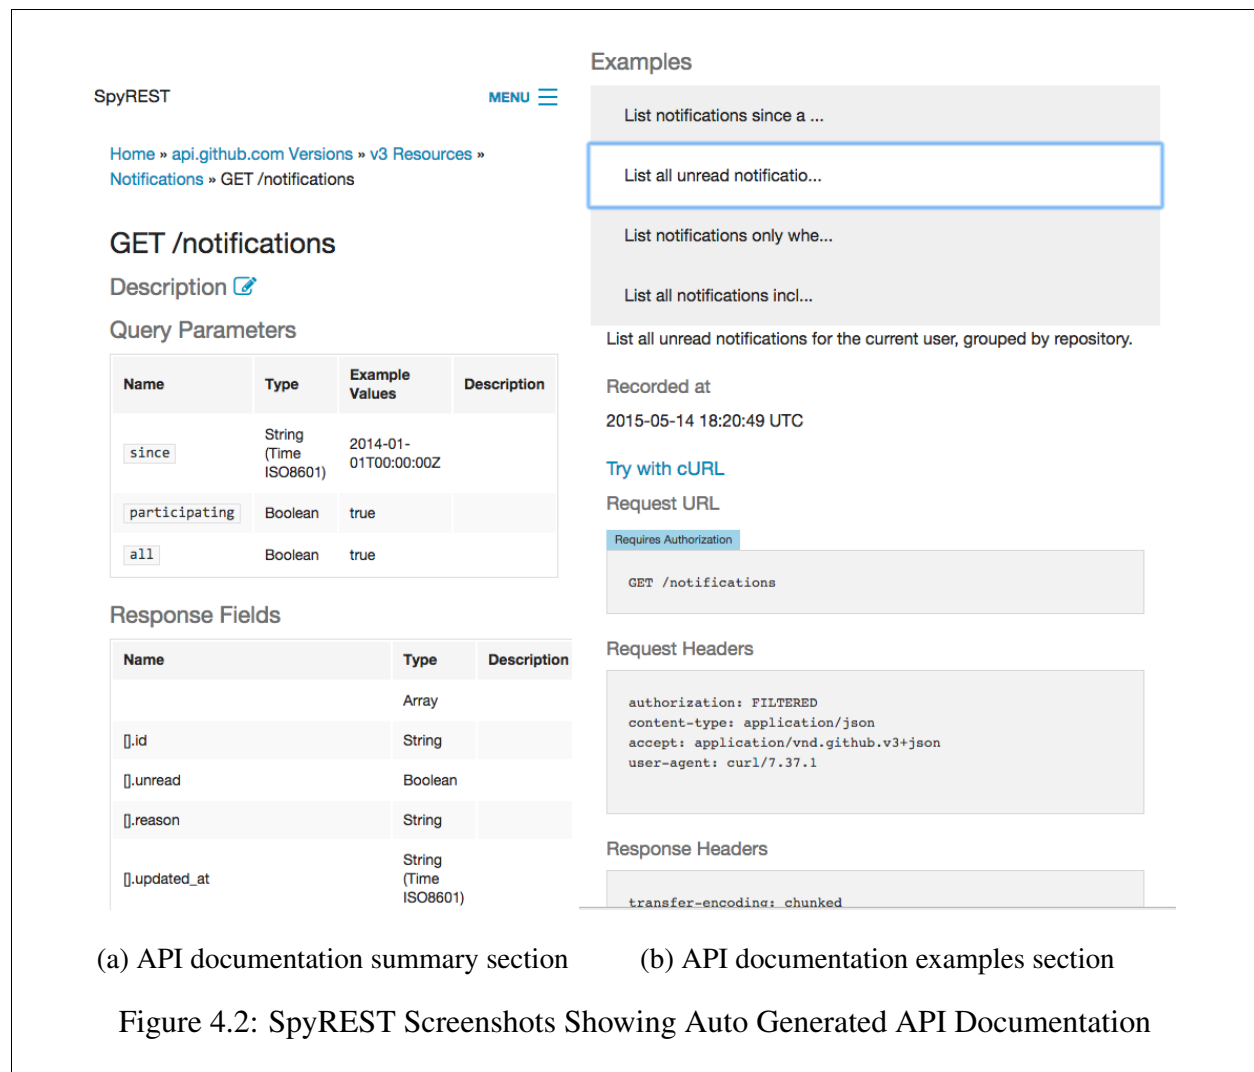 SpyREST
MENU
Home » api.github.com Versions » v3 Resources »
Notifications » GET /notifications
GET /notifications
Description
Query Parameters
Name Type Example Values Description
since String (Time ISO8601) 2014-01-01T00:00:00Z
participating Boolean true
all Boolean true
Response Fields
Name Type Description
Array
[].id String
[].unread Boolean
[].reason String
[].updated_at String (Time ISO8601)
(a) API documentation summary section
Examples
List notifications since a ...
List all unread notificatio...
List notifications only whe...
List all notifications incl...
List all unread notifications for the current user, grouped by repository.
Recorded at
2015-05-14 18:20:49 UTC
Try with cURL
Request URL
Requires Authorization
GET /notifications
Request Headers
authorization: FILTERED
content-type: application/json
accept: application/vnd.github.v3+json
user-agent: curl/7.37.1
Response Headers
transfer-encoding: chunked
(b) API documentation examples section
Figure 4.2: SpyREST Screenshots Showing Auto Generated API Documentation